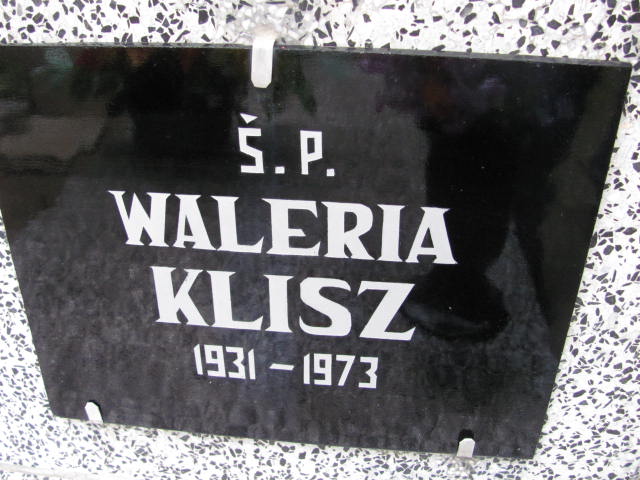 Ś.P.
WALERIA
KLISZ
1931 - 1973